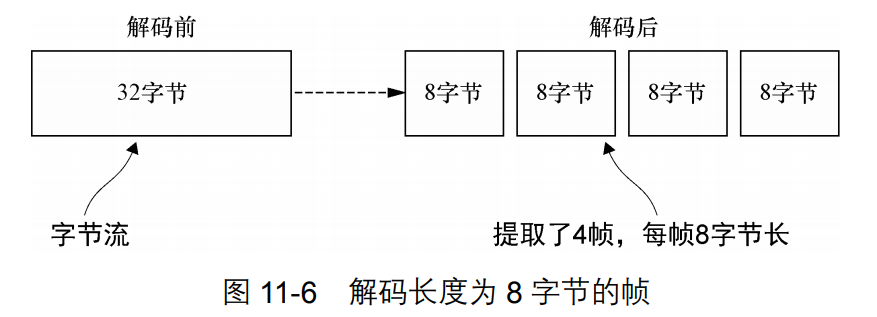 解码前
解码后
32字节
8字节
8字节
8字节
8字节
字节流
提取了4帧，每帧8字节长
图 11-6 解码长度为 8 字节的帧